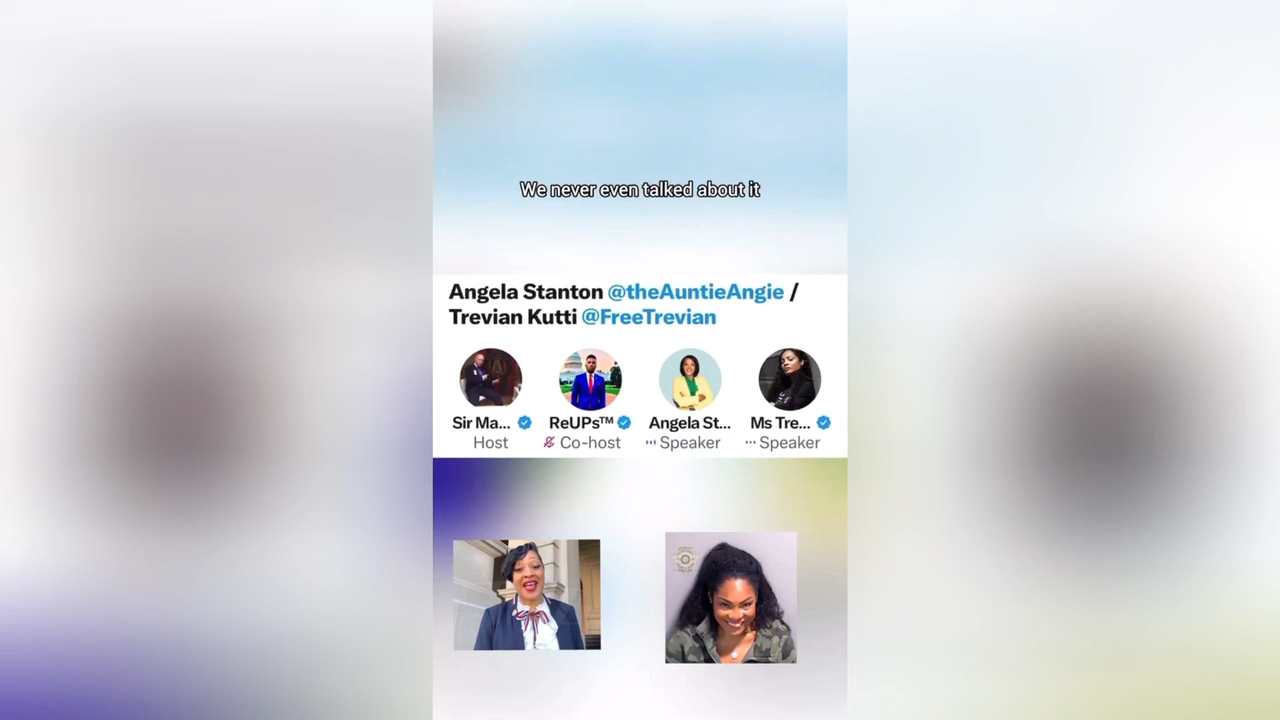 We never even talked about it
Angela Stanton @theAuntieAngie /
Trevian Kutti @FreeTrevian
Sir Ma... ReUPs™ Angela St... Ms Tre...
Host Co-host Speaker Speaker